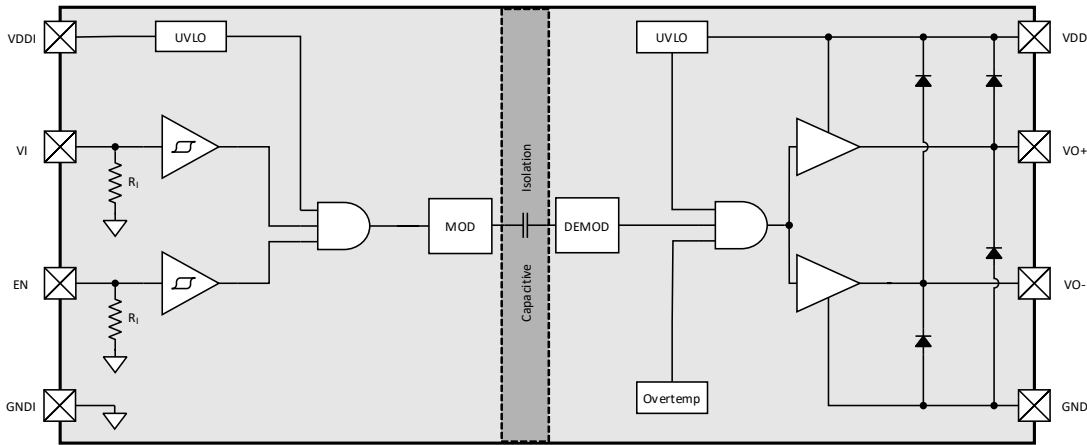 VDDI
UVLO
UVLO
VDD
VI
RI
Isolation
VO+
MOD
DEMOD
EN
RI
Capacitive
VO-
Overtemp
GNDI
GND